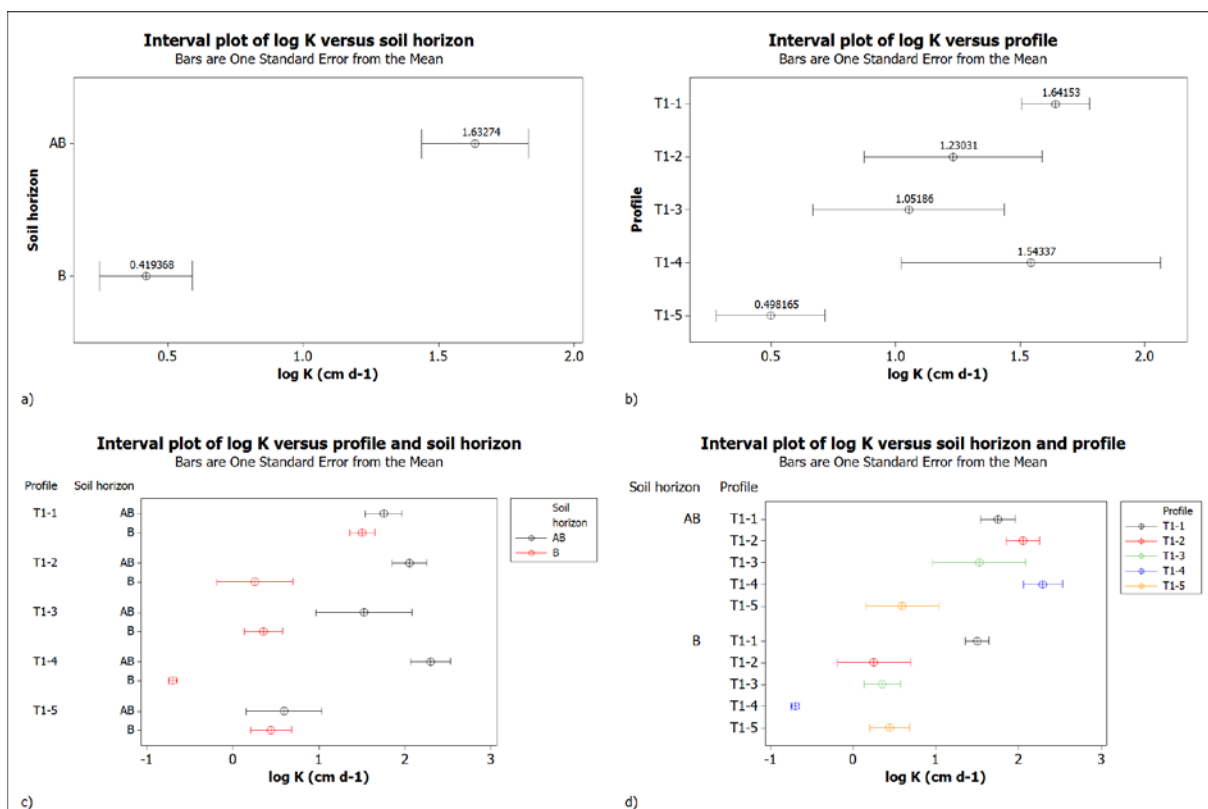 Interval plot of log K versus soil horizon
Bars are One Standard Error from the Mean
Soil horizon
AB
1.63274
B
0.419368
0.5
1.0
1.5
2.0
log K (cm d-1)
a)
Interval plot of log K versus profile
Bars are One Standard Error from the Mean
Profile
T1-1
1.64153
T1-2
1.23031
T1-3
1.05186
T1-4
1.54337
T1-5
0.498165
0.5
1.0
1.5
2.0
log K (cm d-1)
b)
Interval plot of log K versus profile and soil horizon
Bars are One Standard Error from the Mean
Profile Soil horizon
T1-1 AB
B
T1-2 AB
B
T1-3 AB
B
T1-4 AB
B
T1-5 AB
B
-1 0 1 2 3
log K (cm d-1)
Soil
horizon
AB
B
c)
Interval plot of log K versus soil horizon and profile
Bars are One Standard Error from the Mean
Soil horizon Profile
AB T1-1
T1-2
T1-3
T1-4
T1-5
B T1-1
T1-2
T1-3
T1-4
T1-5
-1 0 1 2 3
log K (cm d-1)
Profile
T1-1
T1-2
T1-3
T1-4
T1-5
d)